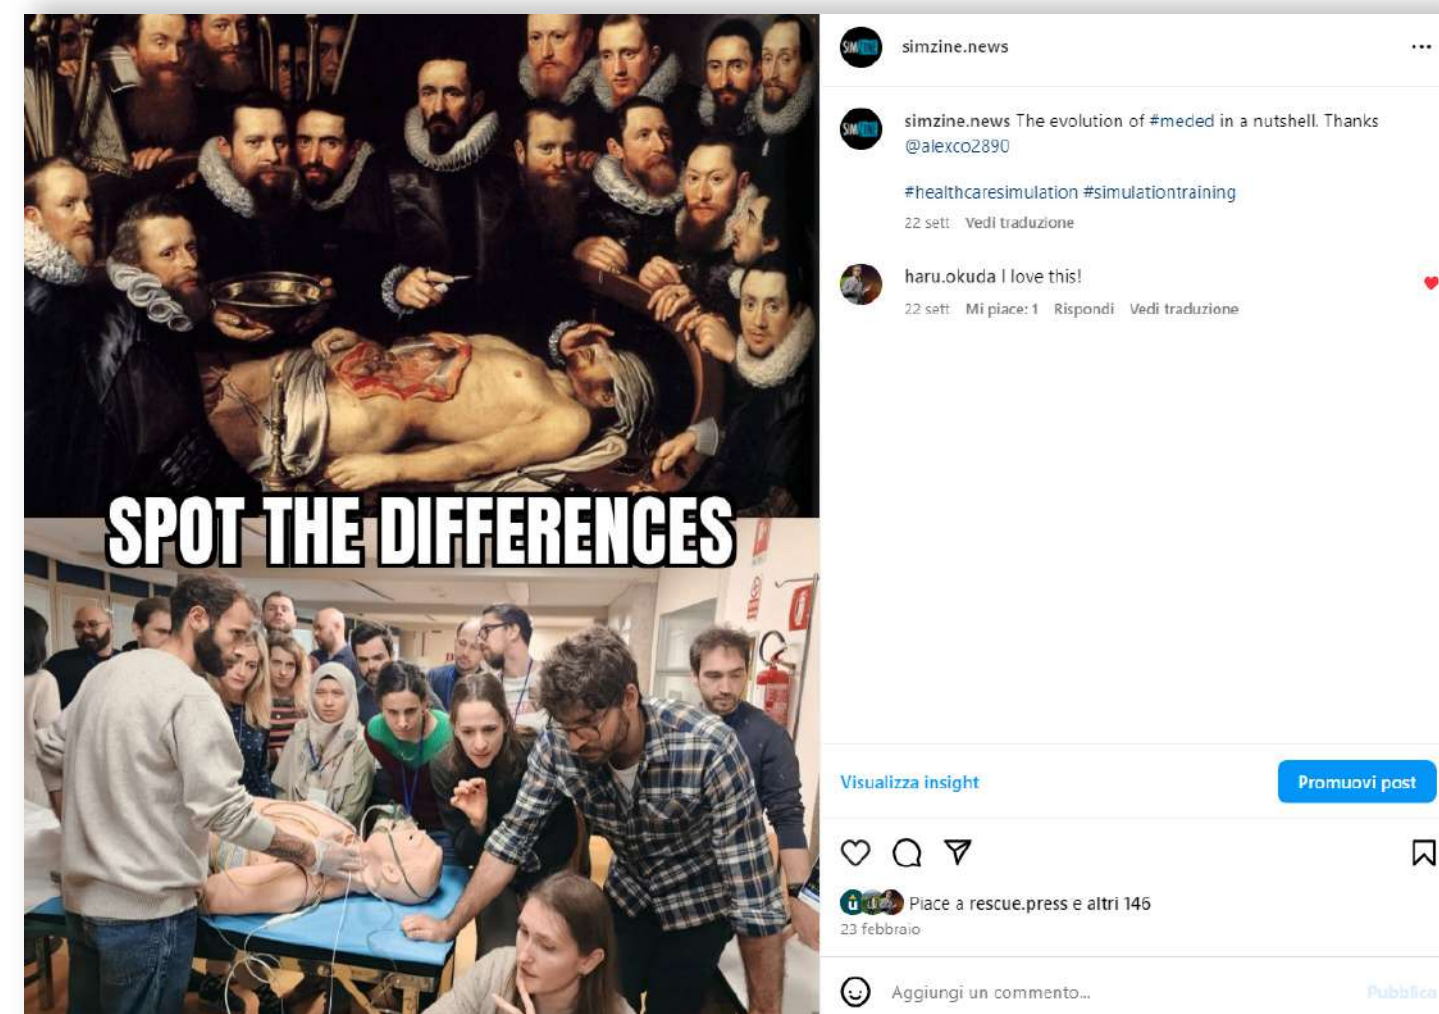 SPOT THE DIFFERENCES
SIMZINE
simzine.news
SIMZINE
simzine.news The evolution of #meded in a nutshell. Thanks
@alexco2890
#healthcaresimulation #simulationtraining
22 sett Vedi traduzione
haru.okuda I love this!
22 sett Mi piace: 1 Rispondi Vedi traduzione
Visualizza insight
Promuovi post
Piace a rescue.press e altri 146
23 febbraio
Aggiungi un commento...
Pubblica